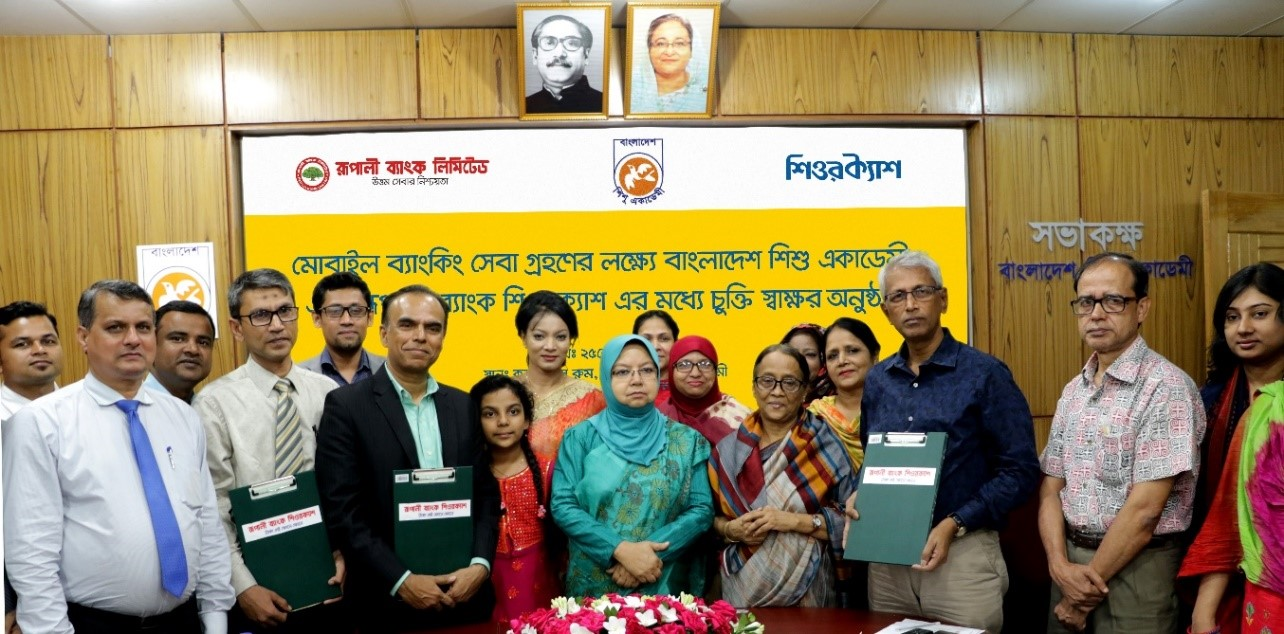 রূপালী ব্যাংক লিমিটেড
উত্তম সেবার নিশ্চয়তা
বাংলাদেশ
শিশু একাডেমী
শিওরক্যাশ
মোবাইল ব্যাংকিং সেবা গ্রহণের লক্ষ্যে বাংলাদেশ শিশু একাডেমী
ব্যাংক শিওরক্যাশ এর মধ্যে চুক্তি স্বাক্ষর অনুষ্ঠান
সভাকক্ষ
বাংলাদেশ একাডেমী
বাংলাদেশ
রূপালী ব্যাংক শিওরক্যাশ
রূপালী ব্যাংক শিওরক্যাশ
রূপালী ব্যাংক শিওরক্যাশ